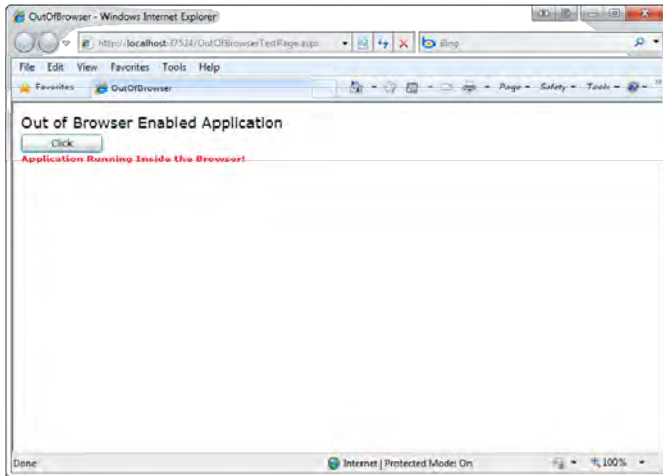 OutOfBrowser - Windows Internet Explorer
http://localhost:37524/OutOfBrowserTestPage.aspx Bing
File Edit View Favorites Tools Help
Favorites OutOfBrowser Page Safety Tools
Out of Browser Enabled Application
Click
Application Running Inside the Browser!
Done Internet | Protected Mode: On 100%